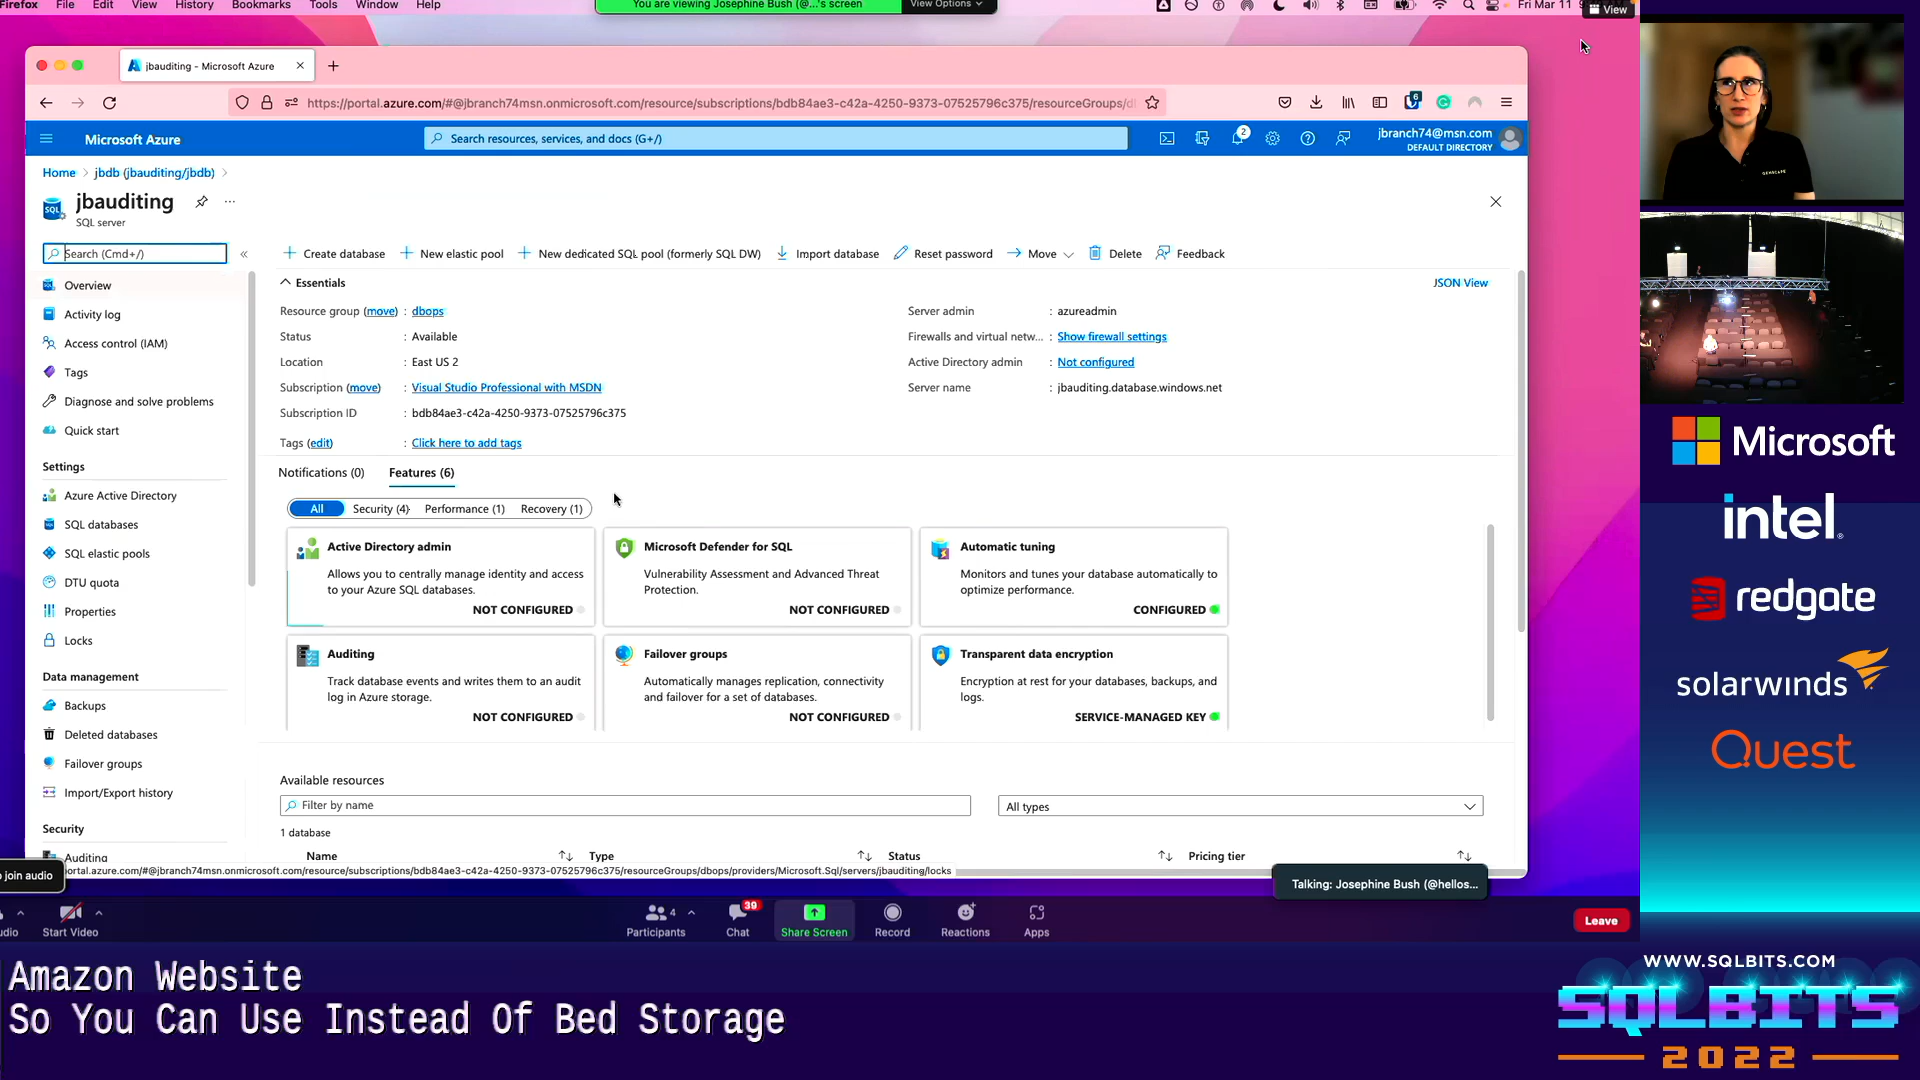 Firefox File Edit View History Bookmarks Tools Window Help
You are viewing Josephine Bush (@...'s screen
View Options
Fri Mar 11
View
jbauditing - Microsoft Azure
https://portal.azure.com/#@jbranch74msn.onmicrosoft.com/resource/subscriptions/bdb84ae3-c42a-4250-9373-07525796c375/resourceGroups/d
6
Microsoft Azure
Search resources, services, and docs (G+/)
2
jbranch74@msn.com
DEFAULT DIRECTORY
Home > jbdb (jbauditing/jbdb) >
jbauditing
SQL server
Search (Cmd+/)
Overview
Activity log
Access control (IAM)
Tags
Diagnose and solve problems
Quick start
Settings
Azure Active Directory
SQL databases
SQL elastic pools
DTU quota
Properties
Locks
Data management
Backups
Deleted databases
Failover groups
Import/Export history
Security
Auditing
Create database
New elastic pool
New dedicated SQL pool (formerly SQL DW)
Import database
Reset password
Move
Delete
Feedback
Essentials
JSON View
Resource group (move) : dbops
Status : Available
Location : East US 2
Subscription (move) : Visual Studio Professional with MSDN
Subscription ID : bdb84ae3-c42a-4250-9373-07525796c375
Tags (edit) : Click here to add tags
Server admin : azureadmin
Firewalls and virtual netw... : Show firewall settings
Active Directory admin : Not configured
Server name : jbauditing.database.windows.net
Notifications (0) Features (6)
All Security (4) Performance (1) Recovery (1)
Active Directory admin
Allows you to centrally manage identity and access
to your Azure SQL databases.
NOT CONFIGURED
Microsoft Defender for SQL
Vulnerability Assessment and Advanced Threat
Protection.
NOT CONFIGURED
Automatic tuning
Monitors and tunes your database automatically to
optimize performance.
CONFIGURED
Auditing
Track database events and writes them to an audit
log in Azure storage.
NOT CONFIGURED
Failover groups
Automatically manages replication, connectivity
and failover for a set of databases.
NOT CONFIGURED
Transparent data encryption
Encryption at rest for your databases, backups, and
logs.
SERVICE-MANAGED KEY
Available resources
Filter by name
All types
1 database
Name Type Status Pricing tier
portal.azure.com/#@jbranch74msn.onmicrosoft.com/resource/subscriptions/bdb84ae3-c42a-4250-9373-07525796c375/resourceGroups/dbops/providers/Microsoft.Sql/servers/jbauditing/locks
o join audio
Talking: Josephine Bush (@hellos...
udio
Start Video
4
Participants
39
Chat
Share Screen
Record
Reactions
Apps
Leave
Microsoft
intel.
redgate
solarwinds
Quest
Amazon Website
So You Can Use Instead Of Bed Storage
WWW.SQLBITS.COM
SQLBITS
2022